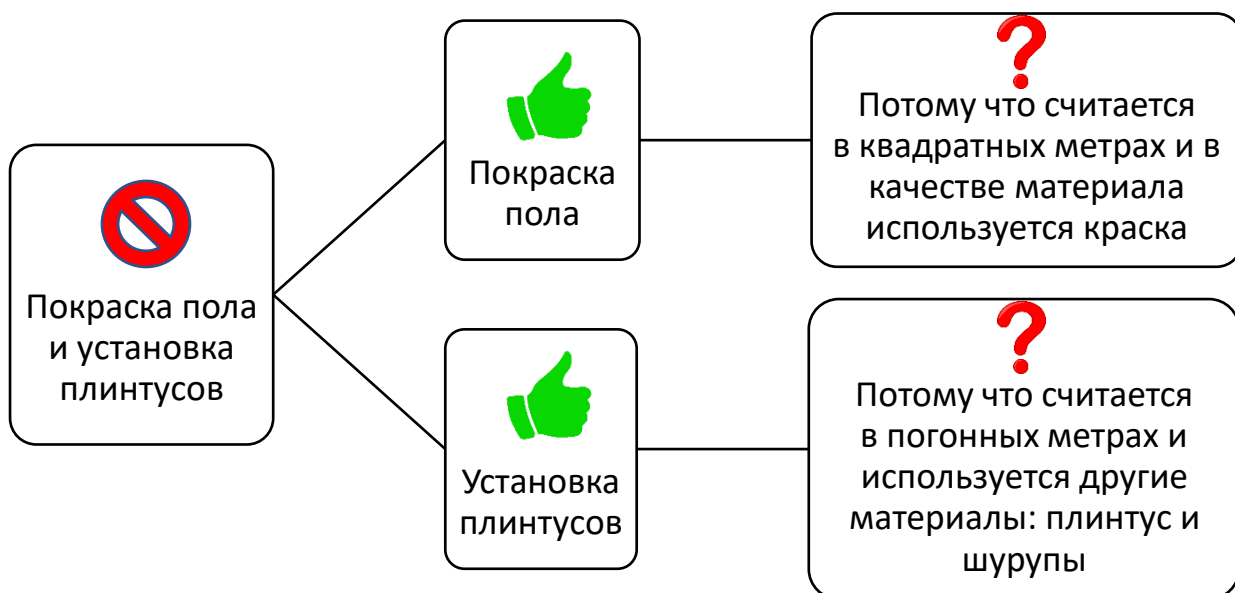 Покраска пола
и установка
плинтусов
Покраска
пола
Потому что считается
в квадратных метрах и в
качестве материала
используется краска
Установка
плинтусов
Потому что считается
в погонных метрах и
используется другие
материалы: плинтус и
шурупы